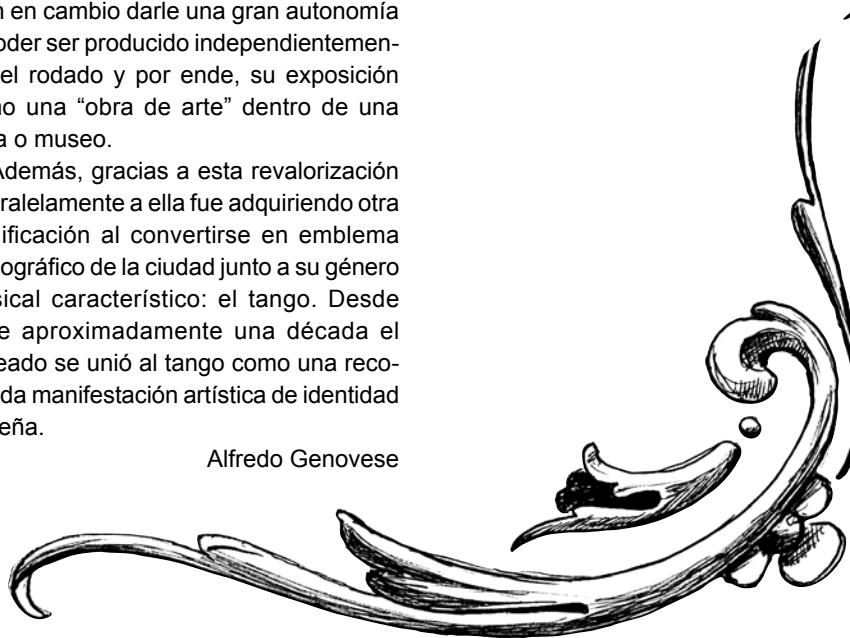 n en cambio darle una gran autonomía
oder ser producido independientemen-
el rodado y por ende, su exposición
o una “obra de arte” dentro de una
a o museo.
Además, gracias a esta revalorización
ralelamente a ella fue adquiriendo otra
ificación al convertirse en emblema
ográfico de la ciudad junto a su género
sical característico: el tango. Desde
e aproximadamente una década el
eado se unió al tango como una reco-
da manifestación artística de identidad
eña.
Alfredo Genovese